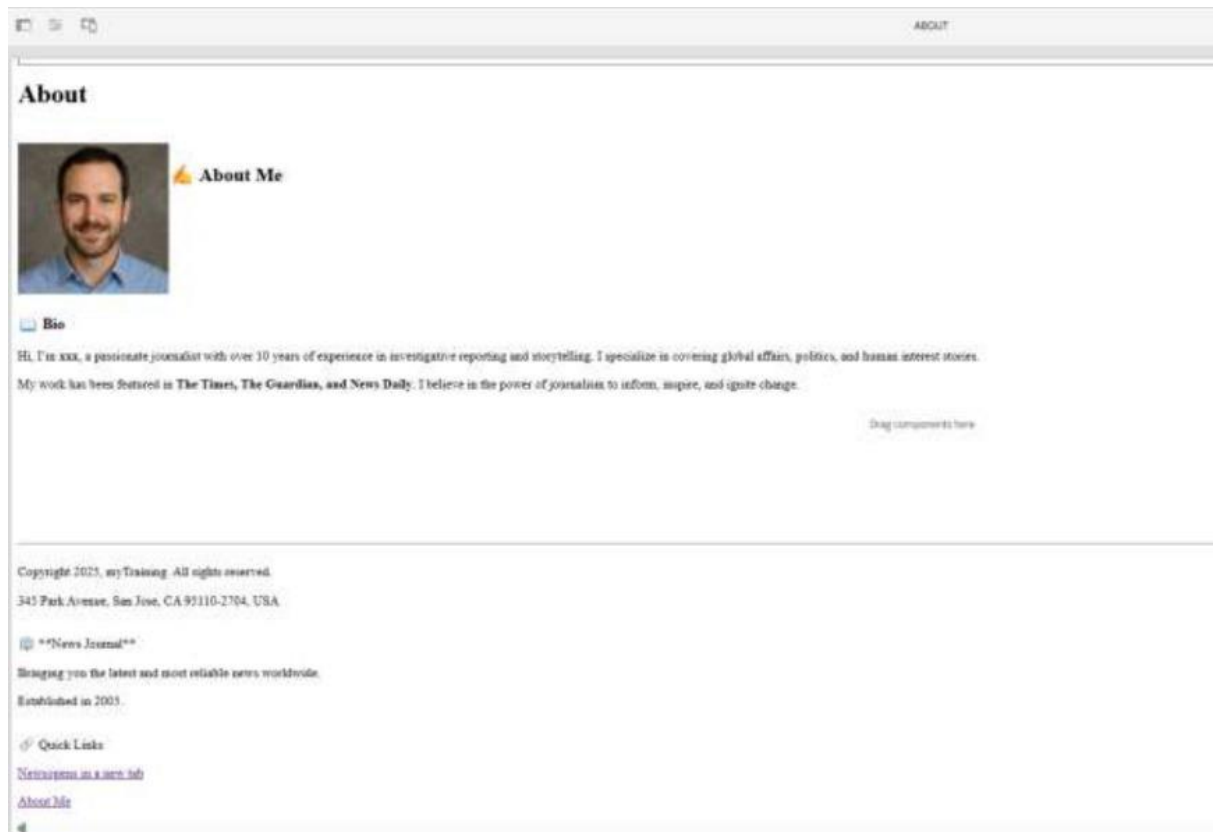 ABOUT
About
✍ About Me
📖 Bio
Hi, I'm xxx, a passionate journalist with over 10 years of experience in investigative reporting and storytelling. I specialize in covering global affairs, politics, and human interest stories.
My work has been featured in The Times, The Guardian, and News Daily. I believe in the power of journalism to inform, inspire, and ignite change.
Drag components here
Copyright 2025, myTraining. All rights reserved.
345 Park Avenue, San Jose, CA 95110-2704, USA
**News Journal**
Bringing you the latest and most reliable news worldwide.
Established in 2005.
🔗 Quick Links
Newsopens in a new tab
About Me